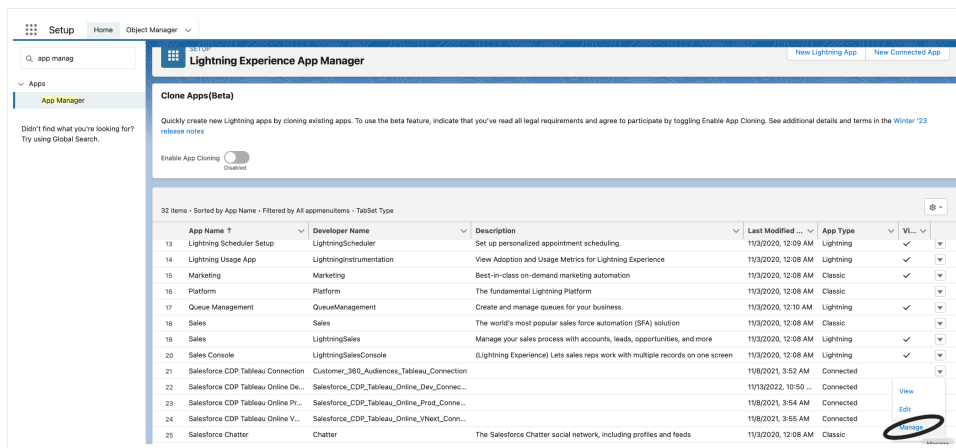 Setup Home Object Manager
app manag
Apps
App Manager
Didn't find what you're looking for?
Try using Global Search.
SETUP
Lightning Experience App Manager
New Lightning App New Connected App
Clone Apps(Beta)
Quickly create new Lightning apps by cloning existing apps. To use the beta feature, indicate that you've read all legal requirements and agree to participate by toggling Enable App Cloning. See additional details and terms in the Winter '23
release notes
Enable App Cloning
Disabled
32 items • Sorted by App Name • Filtered by All appmenuitems - TabSet Type
App Name ↑ Developer Name Description Last Modified ... App Type Vi...
13 Lightning Scheduler Setup LightningScheduler Set up personalized appointment scheduling. 11/3/2020, 12:09 AM Lightning
14 Lightning Usage App LightningInstrumentation View Adoption and Usage Metrics for Lightning Experience 11/3/2020, 12:08 AM Lightning
15 Marketing Marketing Best-in-class on-demand marketing automation 11/3/2020, 12:08 AM Classic
16 Platform Platform The fundamental Lightning Platform 11/3/2020, 12:08 AM Classic
17 Queue Management QueueManagement Create and manage queues for your business. 11/3/2020, 12:10 AM Lightning
18 Sales Sales The world's most popular sales force automation (SFA) solution 11/3/2020, 12:08 AM Classic
19 Sales LightningSales Manage your sales process with accounts, leads, opportunities, and more 11/3/2020, 12:08 AM Lightning
20 Sales Console LightningSalesConsole (Lightning Experience) Lets sales reps work with multiple records on one screen 11/3/2020, 12:08 AM Lightning
21 Salesforce CDP Tableau Connection Customer_360_Audiences_Tableau_Connection 11/8/2021, 3:52 AM Connected
22 Salesforce CDP Tableau Online De... Salesforce_CDP_Tableau_Online_Dev_Connec... 11/13/2022, 10:50 ... Connected
View
23 Salesforce CDP Tableau Online Pr... Salesforce_CDP_Tableau_Online_Prod_Conne... 11/8/2021, 3:54 AM Connected
Edit
24 Salesforce CDP Tableau Online V... Salesforce_CDP_Tableau_Online_VNext_Conn... 11/8/2021, 3:55 AM Connected
Manage
25 Salesforce Chatter Chatter The Salesforce Chatter social network, including profiles and feeds 11/3/2020, 12:08 AM Classic
Manage